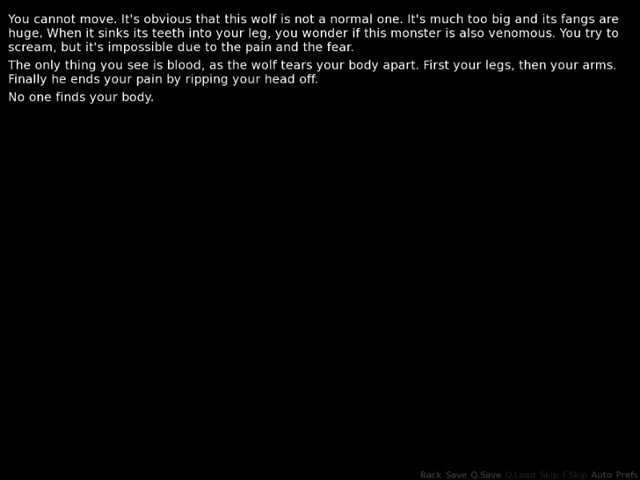 You cannot move. It's obvious that this wolf is not a normal one. It's much too big and its fangs are
huge. When it sinks its teeth into your leg, you wonder if this monster is also venomous. You try to
scream, but it's impossible due to the pain and the fear.
The only thing you see is blood, as the wolf tears your body apart. First your legs, then your arms.
Finally he ends your pain by ripping your head off.
No one finds your body.
Back Save Q.Save Q.Load Skip F.Skip Auto Prefs